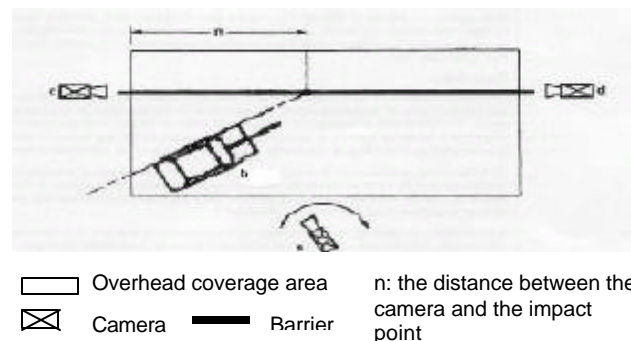 n
c
d
b
Overhead coverage area
Camera
Barrier
n: the distance between the
camera and the impact
point